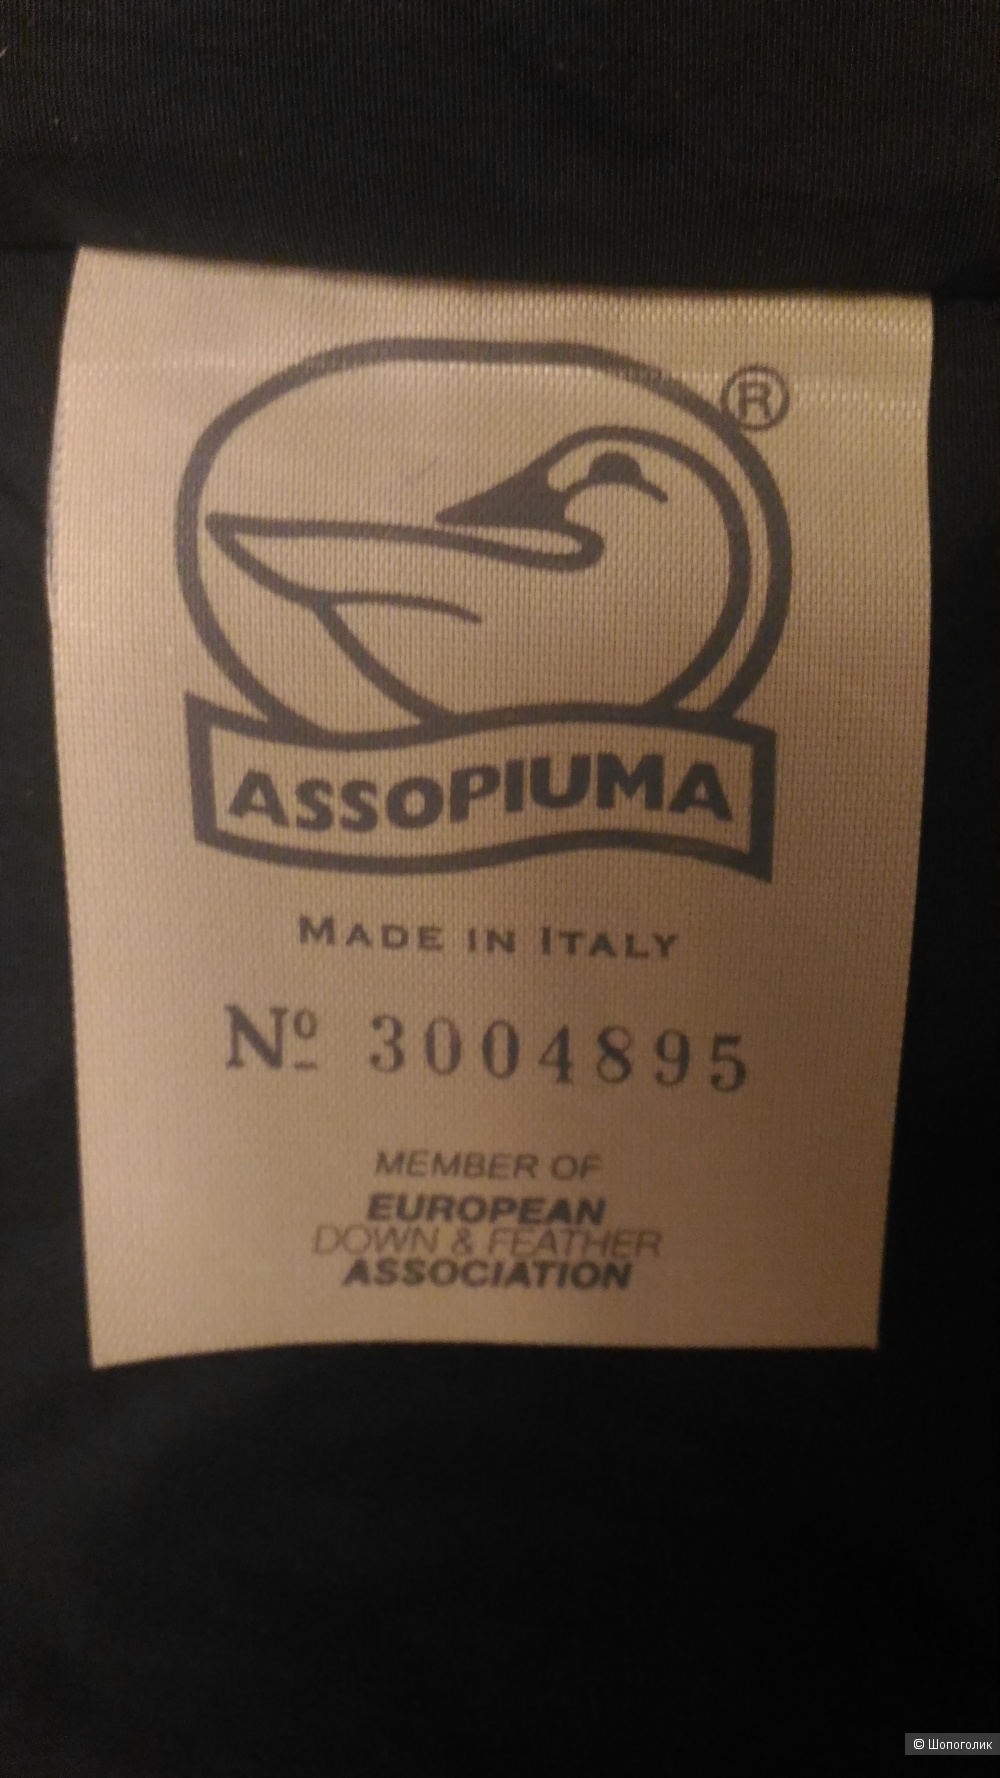 ®
ASSOPIUMA
MADE IN ITALY
Nº 3004895
MEMBER OF
EUROPEAN
DOWN & FEATHER
ASSOCIATION
© Шопоголик